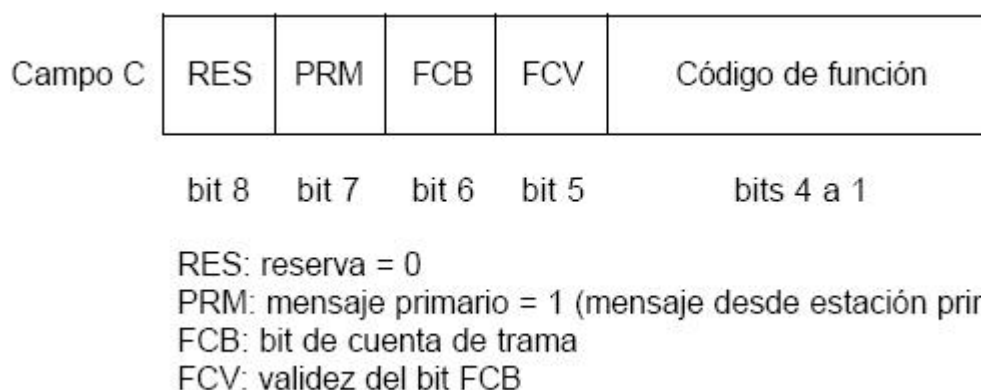 Campo C RES PRM FCB FCV Código de función
bit 8 bit 7 bit 6 bit 5 bits 4 a 1
RES: reserva = 0
PRM: mensaje primario = 1 (mensaje desde estación
FCB: bit de cuenta de trama
FCV: validez del bit FCB